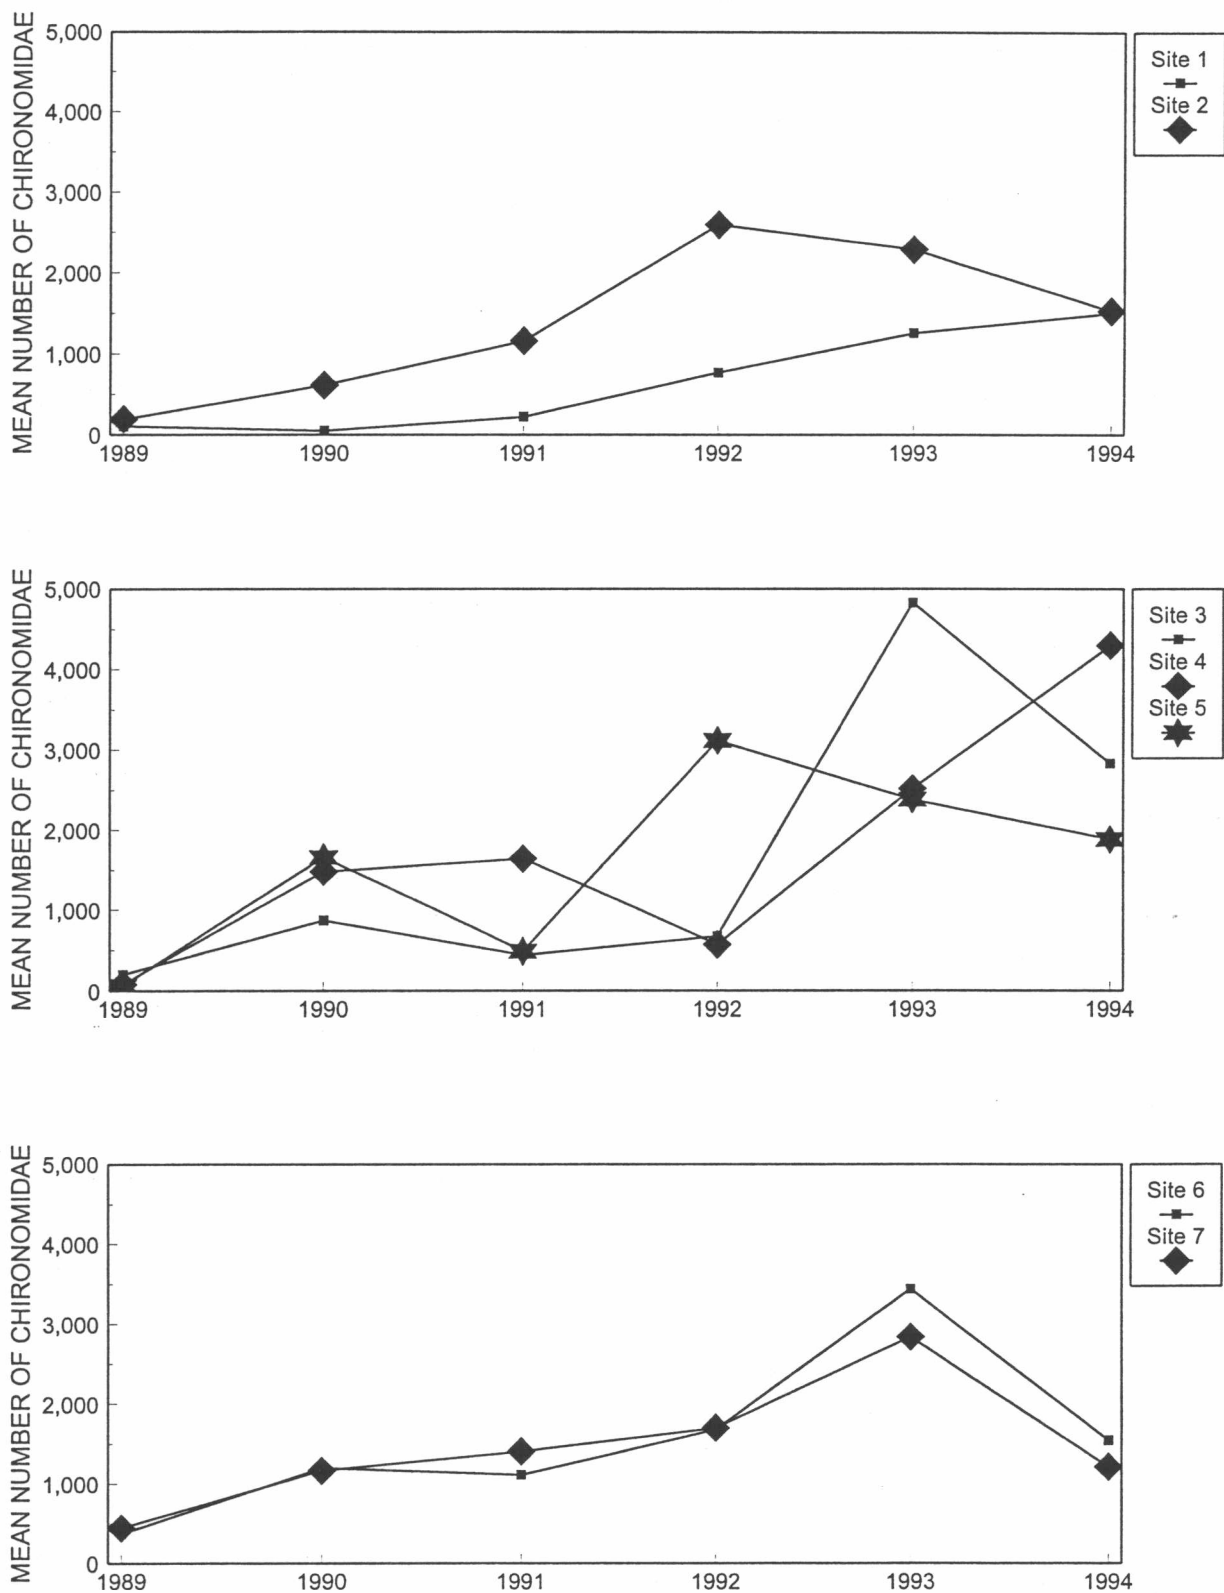 MEAN NUMBER OF CHIRONOMIDAE
5,000
4,000
3,000
2,000
1,000
0
1989 1990 1991 1992 1993 1994
Site 1
Site 2
MEAN NUMBER OF CHIRONOMIDAE
5,000
4,000
3,000
2,000
1,000
0
1989 1990 1991 1992 1993 1994
Site 3
Site 4
Site 5
MEAN NUMBER OF CHIRONOMIDAE
5,000
4,000
3,000
2,000
1,000
0
1989 1990 1991 1992 1993 1994
Site 6
Site 7